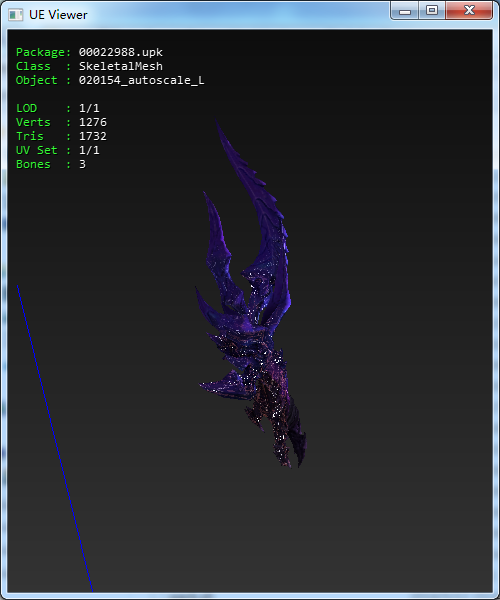 UE Viewer
Package: 00022988.upk
Class : SkeletalMesh
Object : 020154_autoscale_L
LOD : 1/1
Verts : 1276
Tris : 1732
UV Set : 1/1
Bones : 3